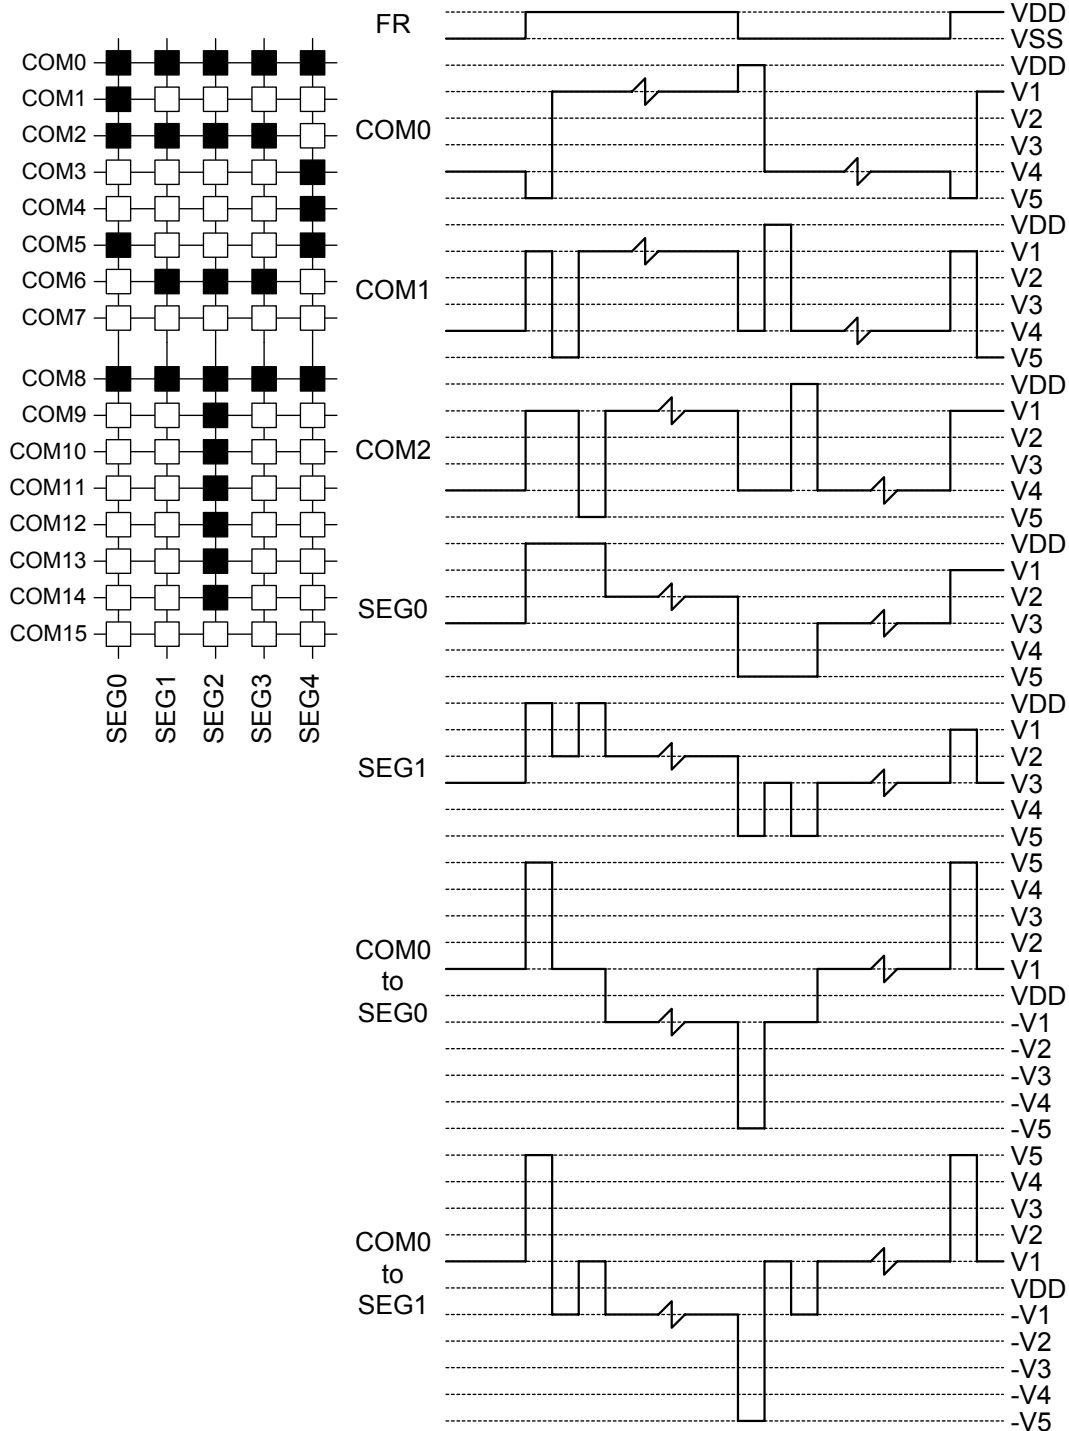 COM0
COM1
COM2
COM3
COM4
COM5
COM6
COM7
COM8
COM9
COM10
COM11
COM12
COM13
COM14
COM15
SEG0
SEG1
SEG2
SEG3
SEG4
FR
VDD
VSS
COM0
VDD
V1
V2
V3
V4
V5
COM1
VDD
V1
V2
V3
V4
V5
COM2
VDD
V1
V2
V3
V4
V5
SEG0
VDD
V1
V2
V3
V4
V5
SEG1
VDD
V1
V2
V3
V4
V5
COM0
to
SEG0
V5
V4
V3
V2
V1
VDD
-V1
-V2
-V3
-V4
-V5
COM0
to
SEG1
V5
V4
V3
V2
V1
VDD
-V1
-V2
-V3
-V4
-V5